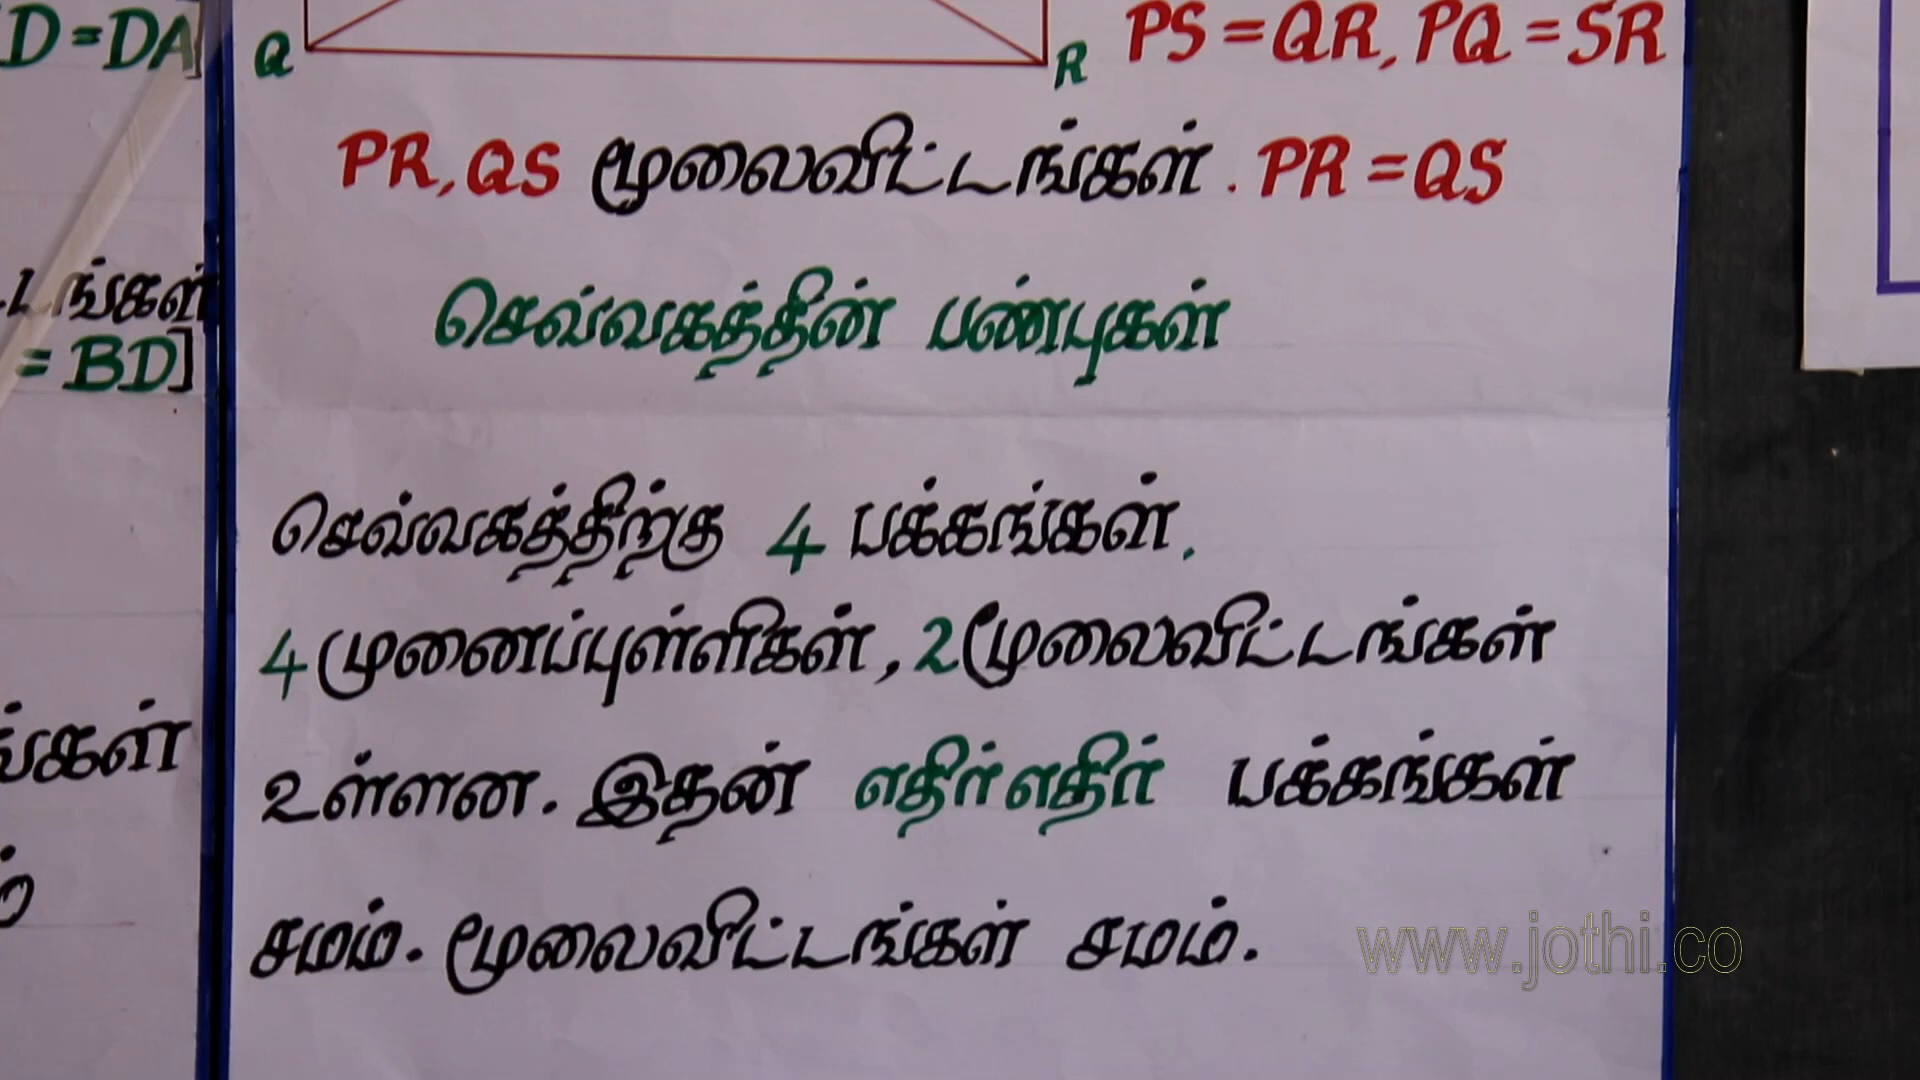 D = DA]
Q
R
PS = QR, PQ = SR
PR, QS மூலைவிட்டங்கள். PR = QS
செவ்வகத்தின் பண்புகள்
செவ்வகத்திற்கு 4 பக்கங்கள்.
4 முனைப்புள்ளிகள், 2 மூலைவிட்டங்கள்
உள்ளன. இதன் எதிர்எதிர் பக்கங்கள்
சமம். மூலைவிட்டங்கள் சமம்.
= BD]
www.jothi.co